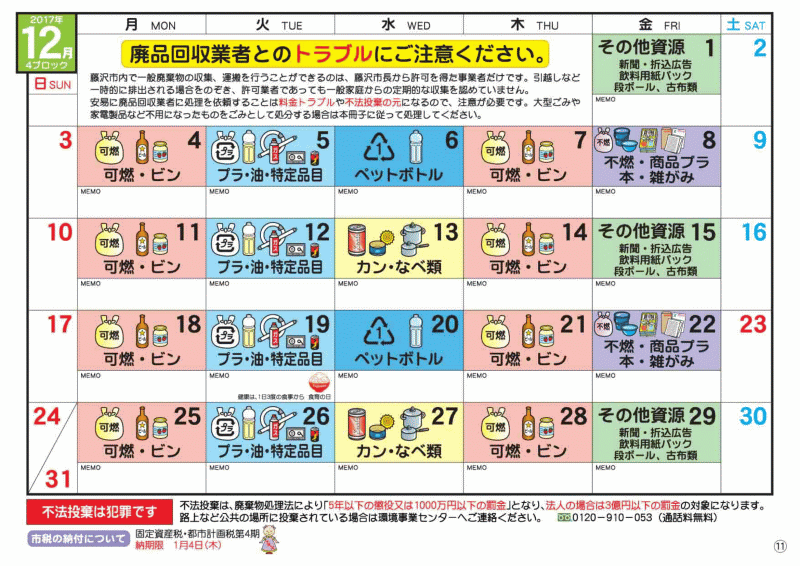 2017年
12月
4ブロック
日 SUN
月 MON
火 TUE
水 WED
木 THU
金 FRI
土 SAT
廃品回収業者とのトラブルにご注意ください。
藤沢市内で一般廃棄物の収集、運搬を行うことができるのは、藤沢市長から許可を得た事業者だけです。引越しなど
一時的に排出される場合をのぞき、許可業者であっても一般家庭からの定期的な収集を認めていません。
安易に廃品回収業者に処理を依頼することは料金トラブルや不法投棄の元になるので、注意が必要です。大型ごみや
家電製品など不用になったものをごみとして処分する場合は本冊子に従って処理してください。
その他資源 1
新聞・折込広告
飲料用紙パック
段ボール、古布類
MEMO
2
3
可燃 4
可燃・ビン
MEMO
プラ 5
プラ・油・特定品目
MEMO
1 6
ペットボトル
MEMO
可燃 7
可燃・ビン
MEMO
不燃 8
不燃・商品プラ
本・雑がみ
MEMO
9
10
可燃 11
可燃・ビン
MEMO
プラ 12
プラ・油・特定品目
MEMO
13
カン・なべ類
MEMO
可燃 14
可燃・ビン
MEMO
その他資源 15
新聞・折込広告
飲料用紙パック
段ボール、古布類
MEMO
16
17
可燃 18
可燃・ビン
MEMO
プラ 19
プラ・油・特定品目
MEMO
健康は、1日3度の食事から 食育の日
1 20
ペットボトル
MEMO
可燃 21
可燃・ビン
MEMO
不燃 22
不燃・商品プラ
本・雑がみ
MEMO
23
24
31
可燃 25
可燃・ビン
MEMO
プラ 26
プラ・油・特定品目
MEMO
27
カン・なべ類
MEMO
可燃 28
可燃・ビン
MEMO
その他資源 29
新聞・折込広告
飲料用紙パック
段ボール、古布類
MEMO
30
不法投棄は犯罪です
不法投棄は、廃棄物処理法により「5年以下の懲役又は1000万円以下の罰金」となり、法人の場合は3億円以下の罰金の対象になります。
路上など公共の場所に投棄されている場合は環境事業センターへご連絡ください。 0120-910-053（通話料無料）
市税の納付について
固定資産税・都市計画税第4期
納期限 1月4日(木)
⑪